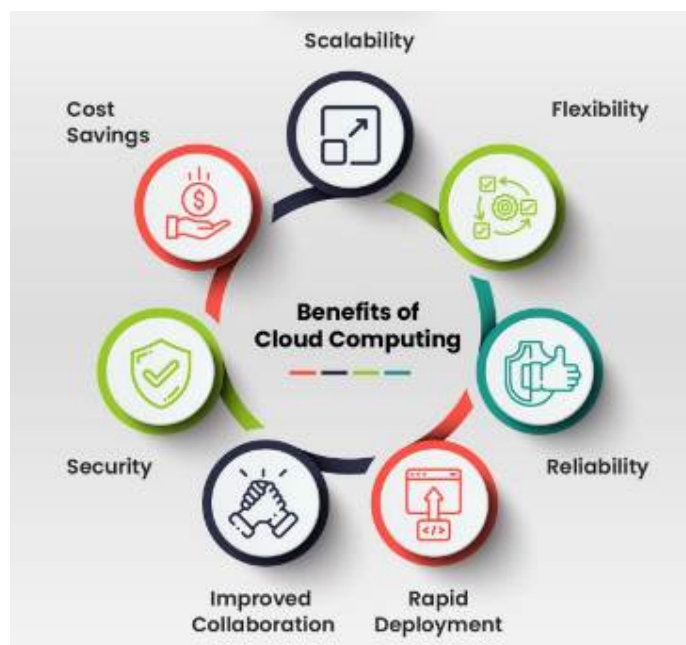 Scalability
Flexibility
Reliability
Rapid
Deployment
Improved
Collaboration
Security
Cost
Savings
Benefits of
Cloud Computing
$
</>